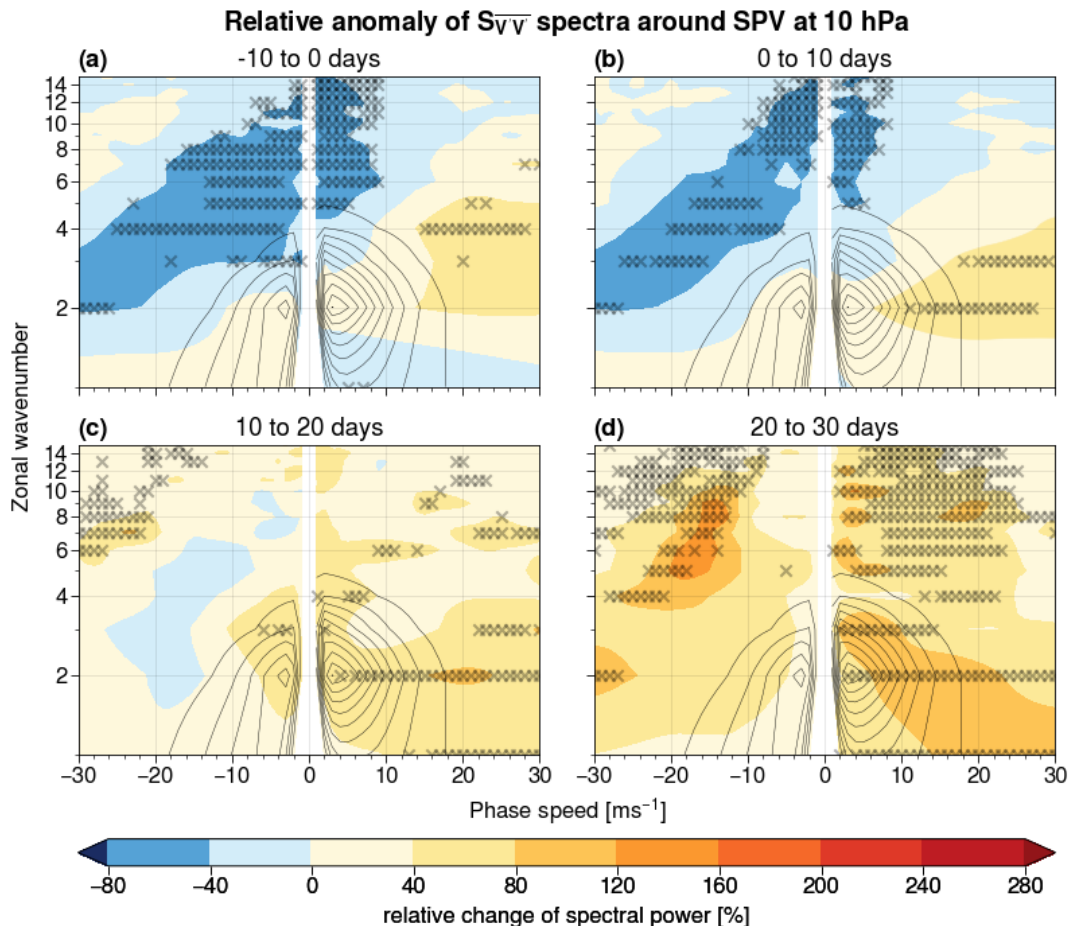 Relative anomaly of S_{\overline{V'V'}} spectra around SPV at 10 hPa
(a) -10 to 0 days
(b) 0 to 10 days
14
12
10
8
6
4
2
Zonal wavenumber
(c) 10 to 20 days
(d) 20 to 30 days
14
12
10
8
6
4
2
−30 −20 −10 0 10 20 30
−30 −20 −10 0 10 20 30
Phase speed [ms⁻¹]
−80 −40 0 40 80 120 160 200 240 280
relative change of spectral power [%]